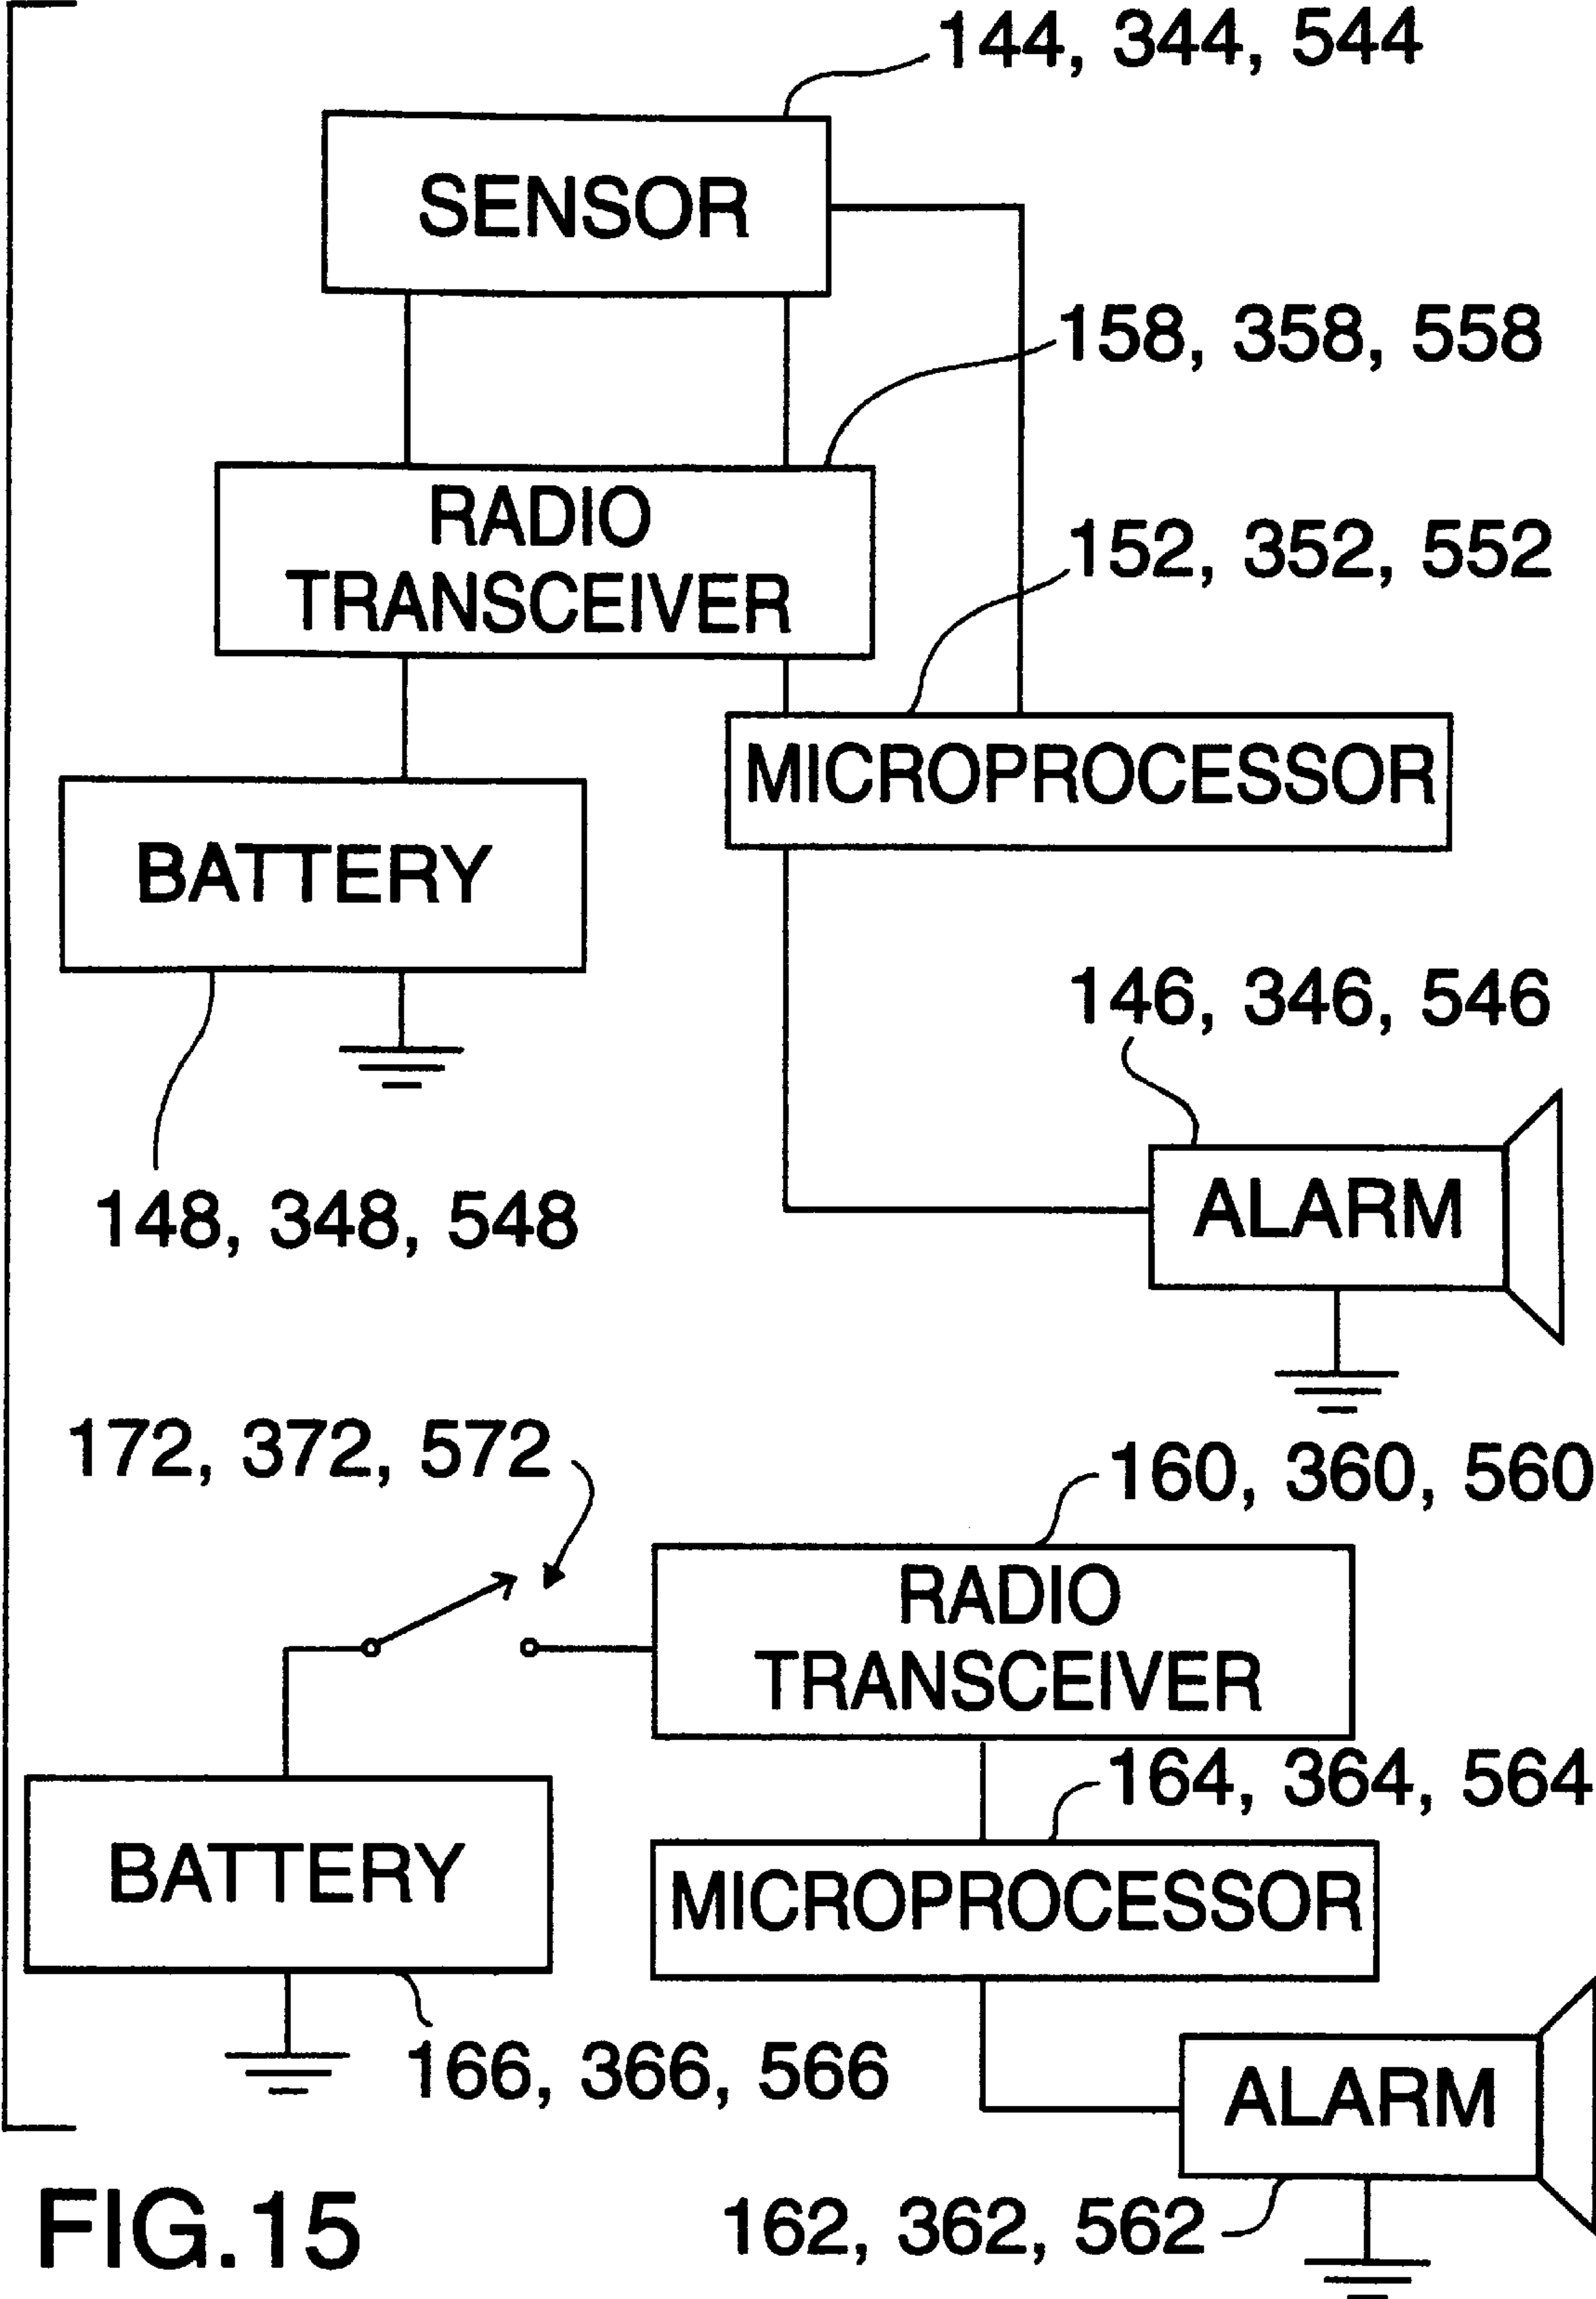 144, 344, 544
SENSOR
158, 358, 558
RADIO
TRANSCEIVER
152, 352, 552
MICROPROCESSOR
BATTERY
146, 346, 546
148, 348, 548
ALARM
172, 372, 572
160, 360, 560
RADIO
TRANSCEIVER
164, 364, 564
BATTERY
MICROPROCESSOR
166, 366, 566
ALARM
162, 362, 562
FIG.15